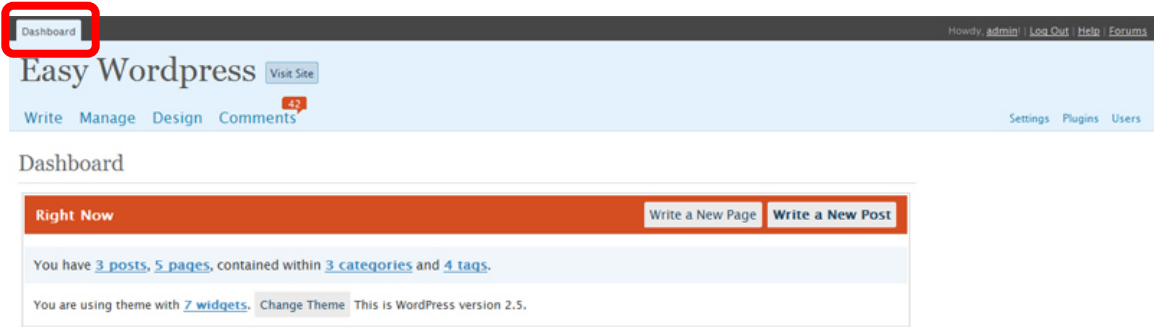 Dashboard Howdy, admin! | Log Out | Help | Forums
Easy Wordpress Visit Site
42
Write Manage Design Comments Settings Plugins Users
Dashboard
Right Now Write a New Page Write a New Post
You have 3 posts, 5 pages, contained within 3 categories and 4 tags.
You are using theme with 7 widgets. Change Theme This is WordPress version 2.5.